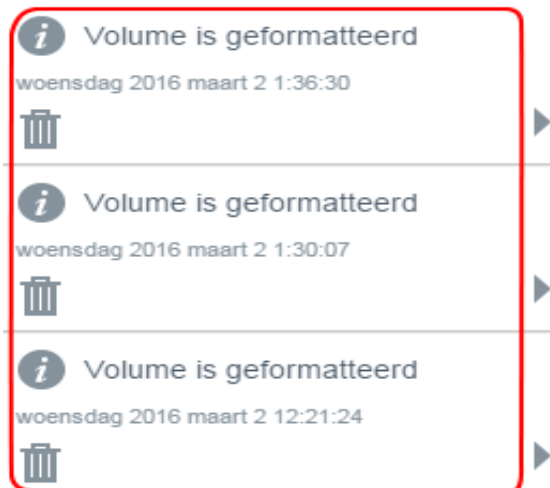 Volume is geformatteerd
woensdag 2016 maart 2 1:36:30
Volume is geformatteerd
woensdag 2016 maart 2 1:30:07
Volume is geformatteerd
woensdag 2016 maart 2 12:21:24